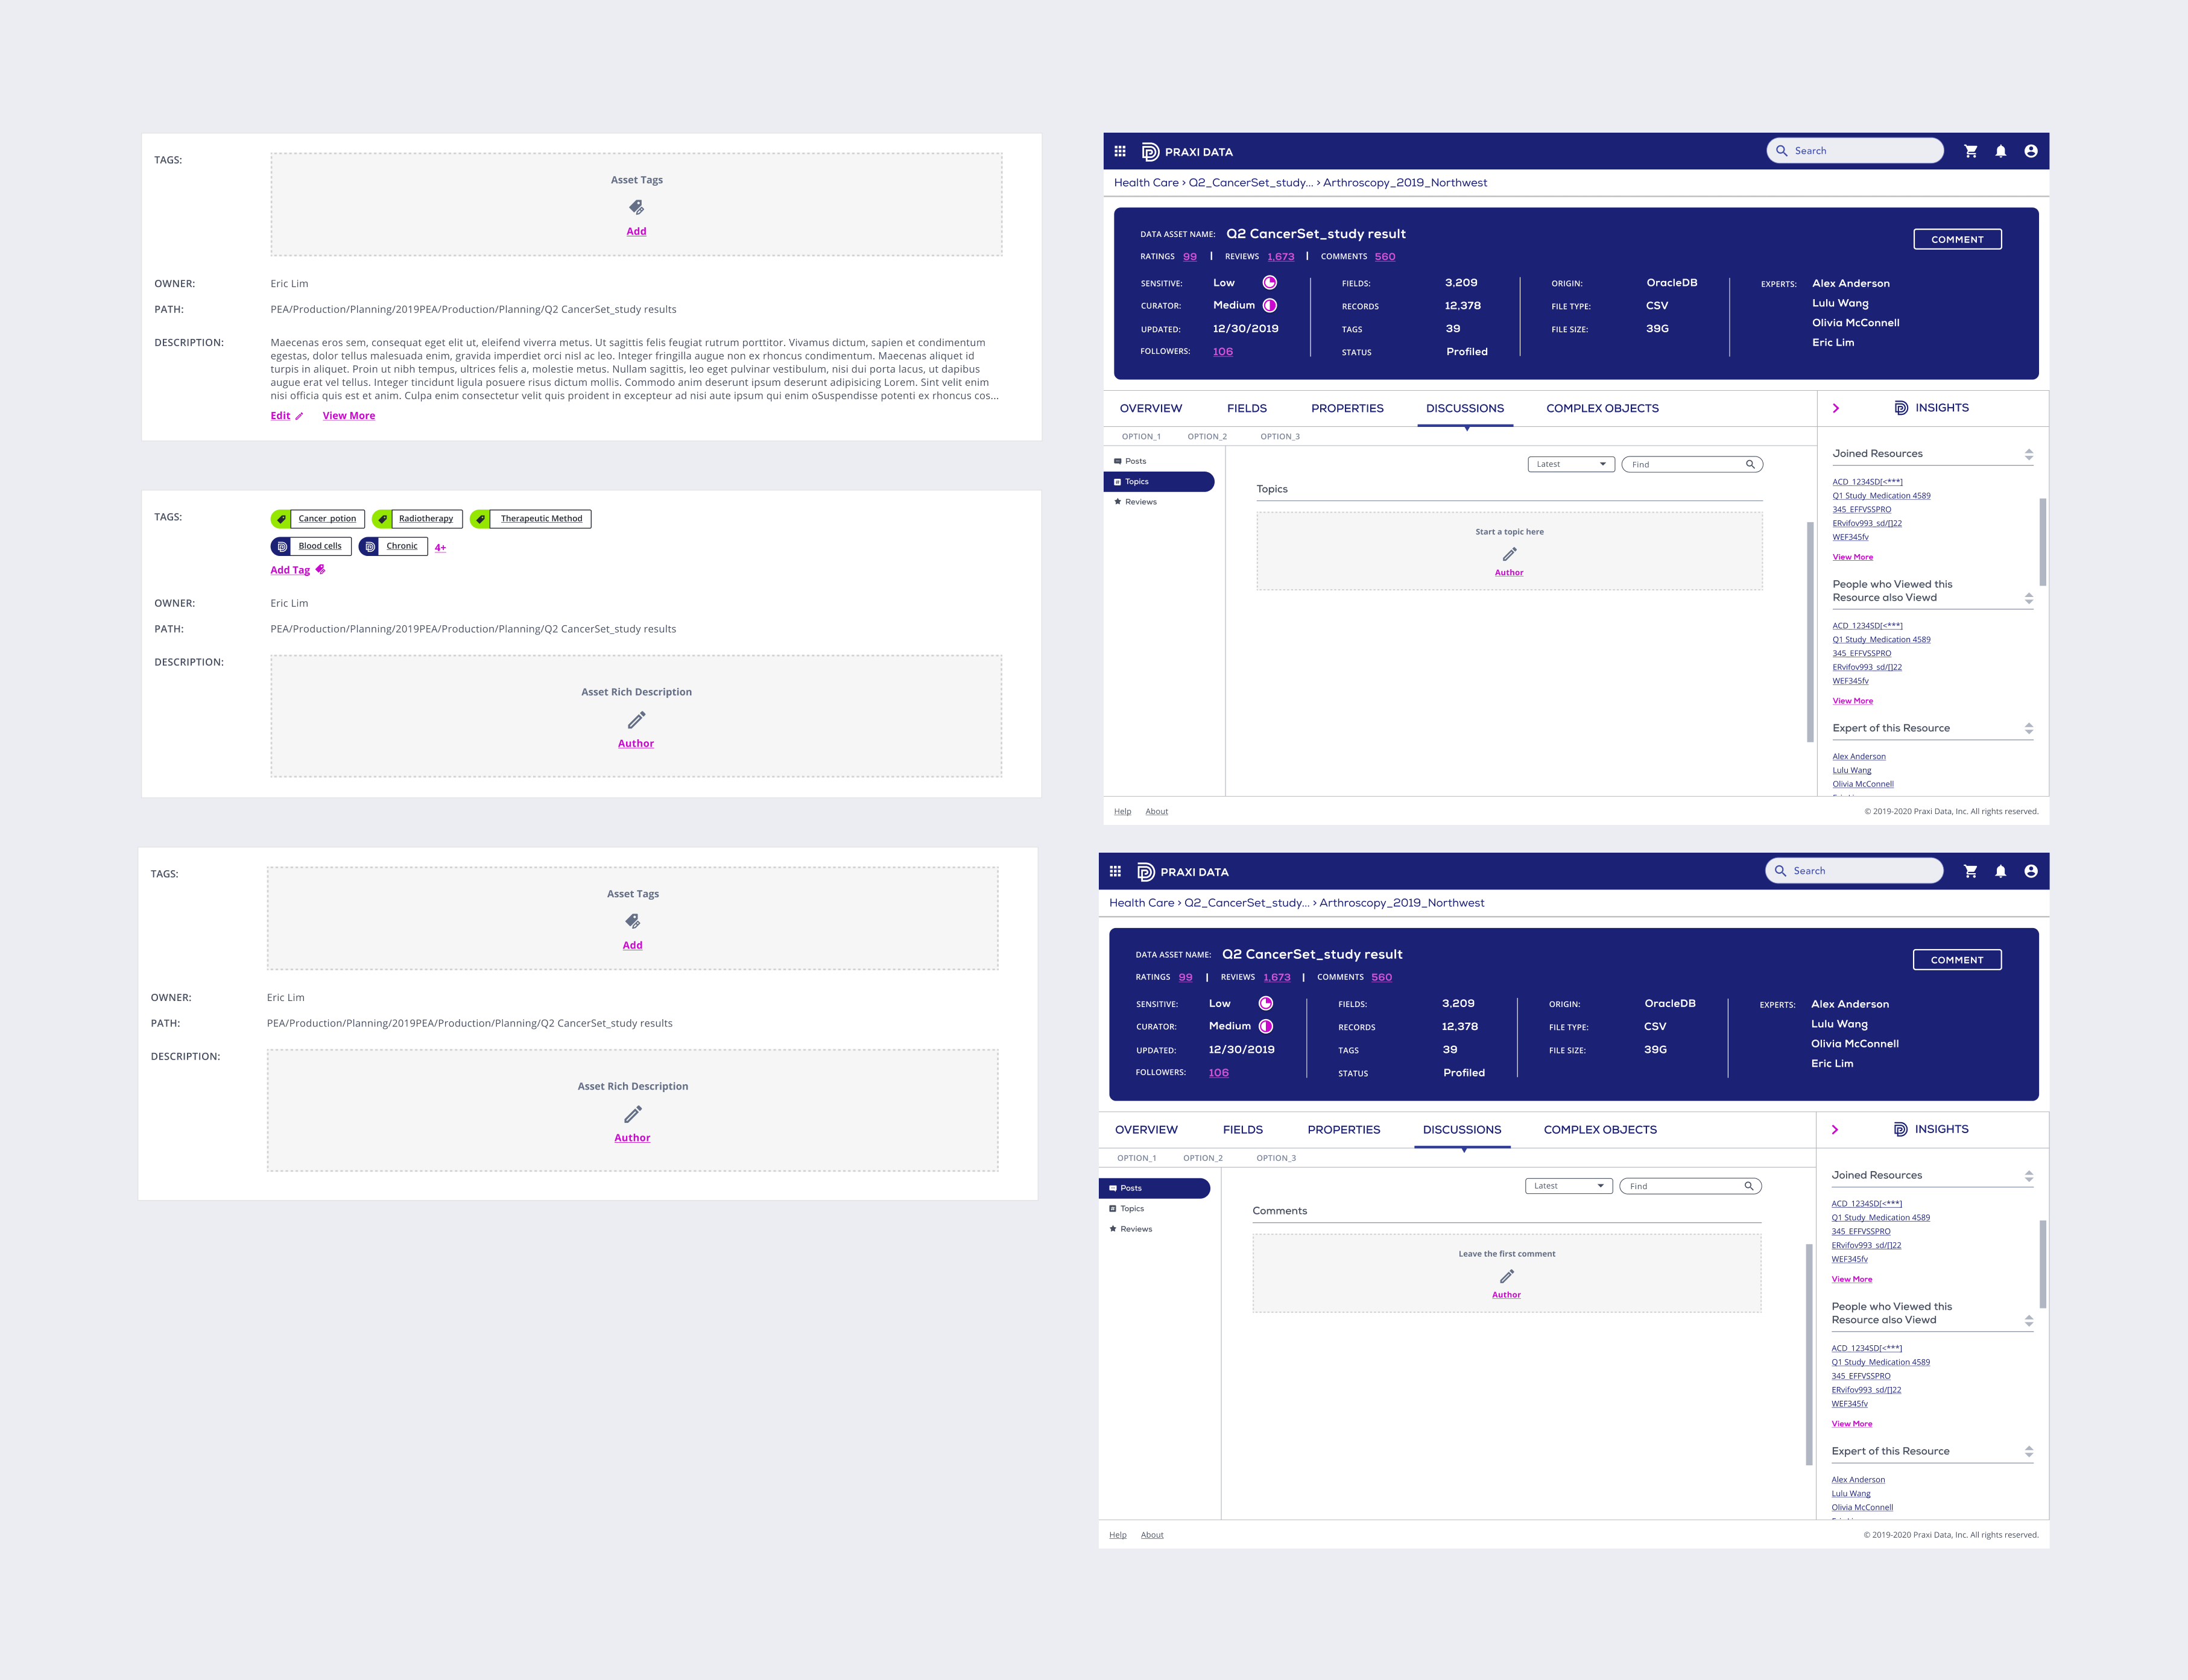 TAGS:
Asset Tags
Add
OWNER: Eric Lim
PATH: PEA/Production/Planning/2019PEA/Production/Planning/Q2 CancerSet_study results
DESCRIPTION: Maecenas eros sem, consequat eget elit ut, eleifend viverra metus. Ut sagittis felis feugiat rutrum porttitor. Vivamus dictum, sapien et condimentum
egestas, dolor tellus malesuada enim, gravida imperdiet orci nisl ac leo. Integer fringilla augue non ex rhoncus condimentum. Maecenas aliquet id
turpis in aliquet. Proin ut nibh tempus, ultrices felis a, molestie metus. Nullam sagittis, leo eget pulvinar vestibulum, nisi dui porta lacus, ut dapibus
augue erat vel tellus. Integer tincidunt ligula posuere risus dictum mollis. Commodo anim deserunt ipsum deserunt adipisicing Lorem. Sint velit enim
nisi officia quis est et anim. Culpa enim consectetur velit quis proident in excepteur ad nisi aute ipsum qui enim oSuspendisse potenti ex rhoncus cos...
Edit View More
TAGS: Cancer_potion Radiotherapy Therapeutic Method
Blood cells Chronic 4+
Add Tag
OWNER: Eric Lim
PATH: PEA/Production/Planning/2019PEA/Production/Planning/Q2 CancerSet_study results
DESCRIPTION:
Asset Rich Description
Author
TAGS:
Asset Tags
Add
OWNER: Eric Lim
PATH: PEA/Production/Planning/2019PEA/Production/Planning/Q2 CancerSet_study results
DESCRIPTION:
Asset Rich Description
Author
PRAXI DATA Search
Health Care > Q2_CancerSet_study... > Arthroscopy_2019_Northwest
DATA ASSET NAME: Q2 CancerSet_study result COMMENT
RATINGS 99 | REVIEWS 1,673 | COMMENTS 560
SENSITIVE: Low FIELDS: 3,209 ORIGIN: OracleDB EXPERTS: Alex Anderson
CURATOR: Medium RECORDS 12,378 FILE TYPE: CSV Lulu Wang
UPDATED: 12/30/2019 TAGS 39 FILE SIZE: 39G Olivia McConnell
FOLLOWERS: 106 STATUS Profiled Eric Lim
OVERVIEW FIELDS PROPERTIES DISCUSSIONS COMPLEX OBJECTS INSIGHTS
OPTION_1 OPTION_2 OPTION_3
Posts
Topics
Reviews
Latest Find
Topics
Start a topic here
Author
Joined Resources
ACD_1234SD[<***]
Q1 Study_Medication 4589
345_EFFVSSPRO
ERvifov993_sd/[]22
WEF345fv
View More
People who Viewed this
Resource also Viewd
ACD_1234SD[<***]
Q1 Study_Medication 4589
345_EFFVSSPRO
ERvifov993_sd/[]22
WEF345fv
View More
Expert of this Resource
Alex Anderson
Lulu Wang
Olivia McConnell
Help About © 2019-2020 Praxi Data, Inc. All rights reserved.
PRAXI DATA Search
Health Care > Q2_CancerSet_study... > Arthroscopy_2019_Northwest
DATA ASSET NAME: Q2 CancerSet_study result COMMENT
RATINGS 99 | REVIEWS 1,673 | COMMENTS 560
SENSITIVE: Low FIELDS: 3,209 ORIGIN: OracleDB EXPERTS: Alex Anderson
CURATOR: Medium RECORDS 12,378 FILE TYPE: CSV Lulu Wang
UPDATED: 12/30/2019 TAGS 39 FILE SIZE: 39G Olivia McConnell
FOLLOWERS: 106 STATUS Profiled Eric Lim
OVERVIEW FIELDS PROPERTIES DISCUSSIONS COMPLEX OBJECTS INSIGHTS
OPTION_1 OPTION_2 OPTION_3
Posts
Topics
Reviews
Latest Find
Comments
Leave the first comment
Author
Joined Resources
ACD_1234SD[<***]
Q1 Study_Medication 4589
345_EFFVSSPRO
ERvifov993_sd/[]22
WEF345fv
View More
People who Viewed this
Resource also Viewd
ACD_1234SD[<***]
Q1 Study_Medication 4589
345_EFFVSSPRO
ERvifov993_sd/[]22
WEF345fv
View More
Expert of this Resource
Alex Anderson
Lulu Wang
Olivia McConnell
Help About © 2019-2020 Praxi Data, Inc. All rights reserved.